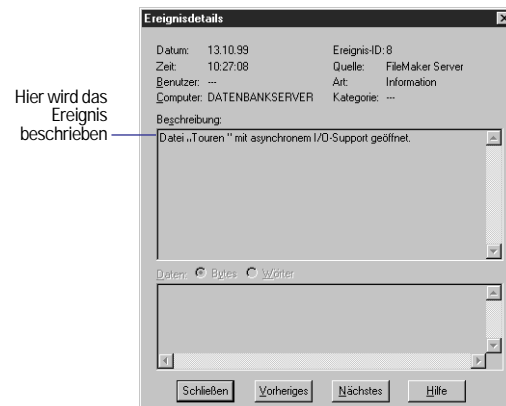 Ereignisdetails
Datum: 13.10.99 Ereignis-ID: 8
Zeit: 10:27:08 Quelle: FileMaker Server
Benutzer: --- Art: Information
Computer: DATENBANKSERVER Kategorie: ---
Hier wird das
Ereignis
beschrieben
Beschreibung:
Datei „Touren " mit asynchronem I/O-Support geöffnet.
Daten: Bytes Wörter
Schließen Vorheriges Nächstes Hilfe